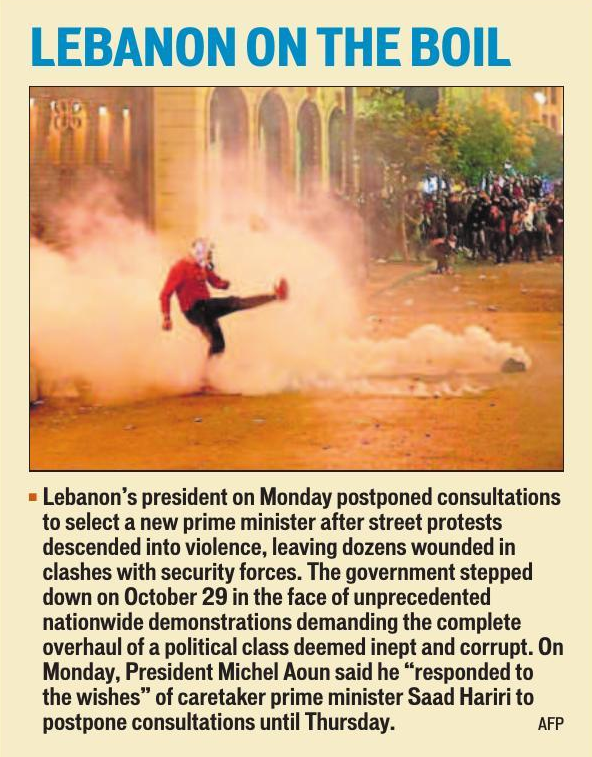 LEBANON ON THE BOIL
Lebanon's president on Monday postponed consultations
to select a new prime minister after street protests
descended into violence, leaving dozens wounded in
clashes with security forces. The government stepped
down on October 29 in the face of unprecedented
nationwide demonstrations demanding the complete
overhaul of a political class deemed inept and corrupt. On
Monday, President Michel Aoun said he “responded to
the wishes” of caretaker prime minister Saad Hariri to
postpone consultations until Thursday.
AFP